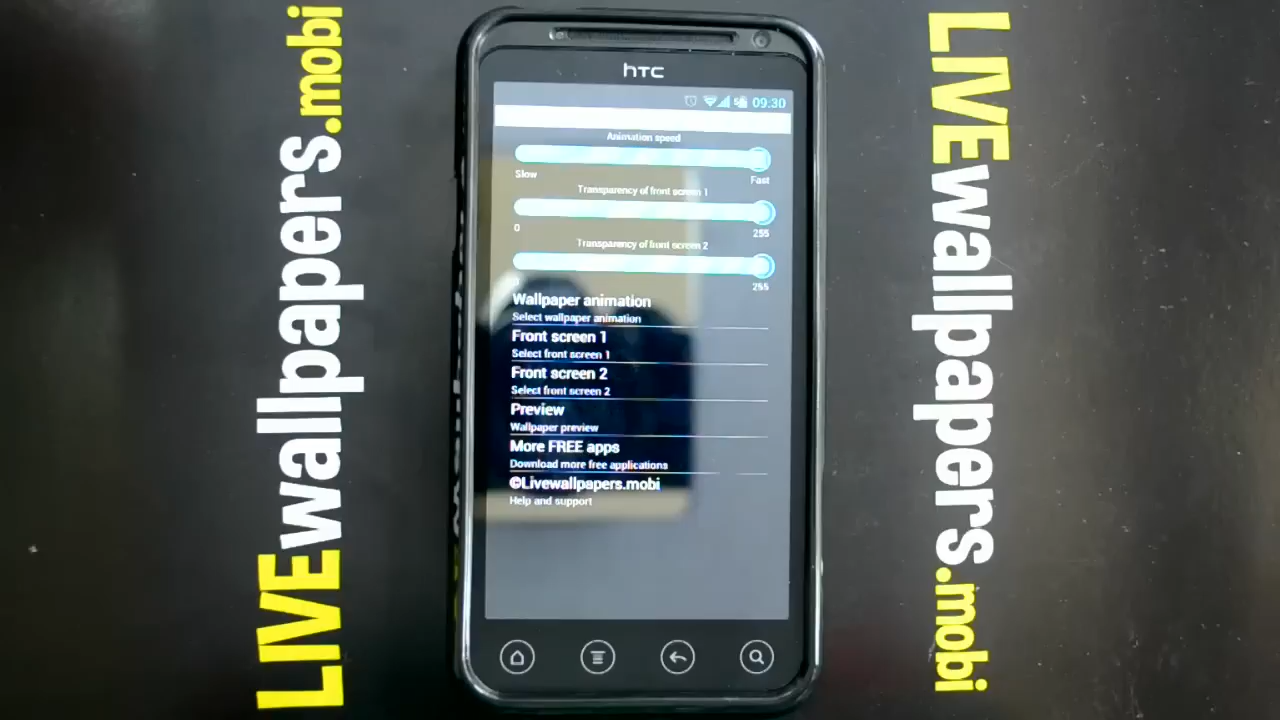 LIVEwallpapers.mobi
hTC
09:30
Animation speed
Slow
Fast
Transparency of front screen 1
0
255
Transparency of front screen 2
255
Wallpaper animation
Select wallpaper animation
Front screen 1
Select front screen 1
Front screen 2
Select front screen 2
Preview
Wallpaper preview
More FREE apps
Download more free applications
©Livewallpapers.mobi
Help and support
LIVEwallpapers.mobi